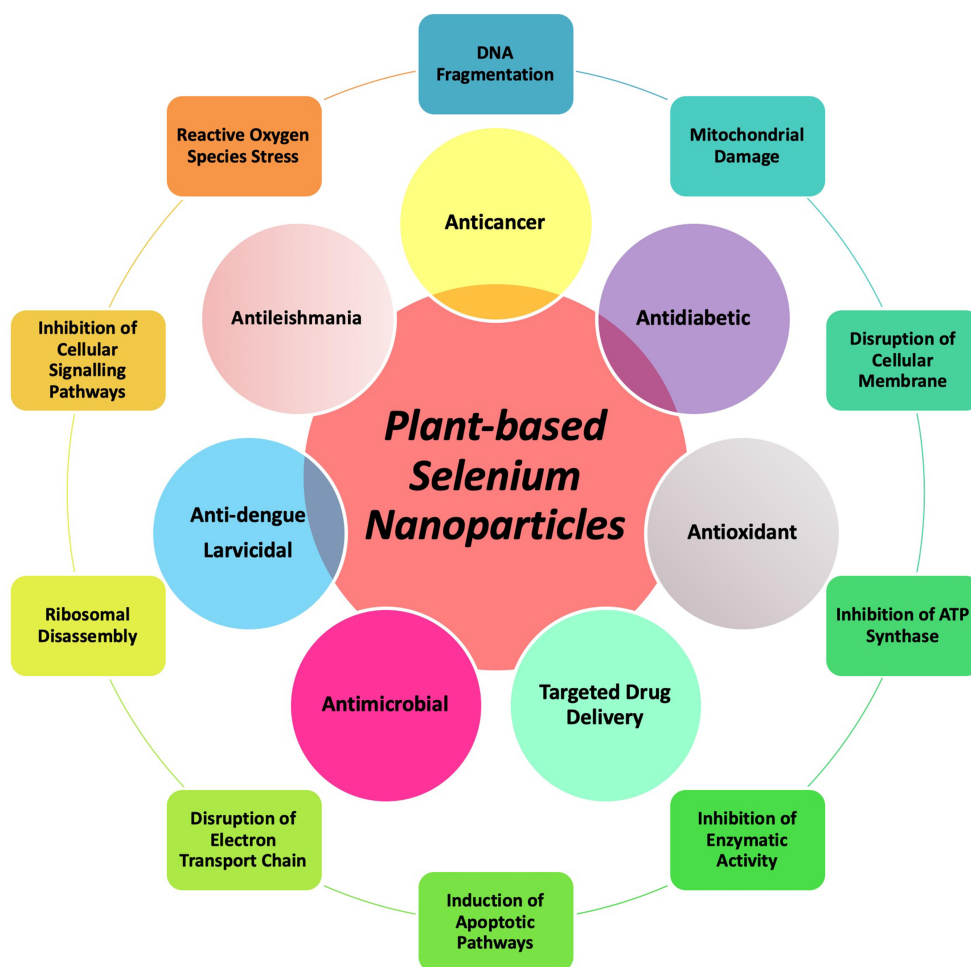 DNA
Fragmentation
Mitochondrial
Damage
Disruption of
Cellular
Membrane
Inhibition of ATP
Synthase
Inhibition of
Enzymatic
Activity
Induction of
Apoptotic
Pathways
Disruption of
Electron
Transport Chain
Ribosomal
Disassembly
Inhibition of
Cellular
Signalling
Pathways
Reactive Oxygen
Species Stress
Anticancer
Antidiabetic
Antioxidant
Targeted Drug
Delivery
Antimicrobial
Anti-dengue
Larvicidal
Antileishmania
Plant-based
Selenium
Nanoparticles